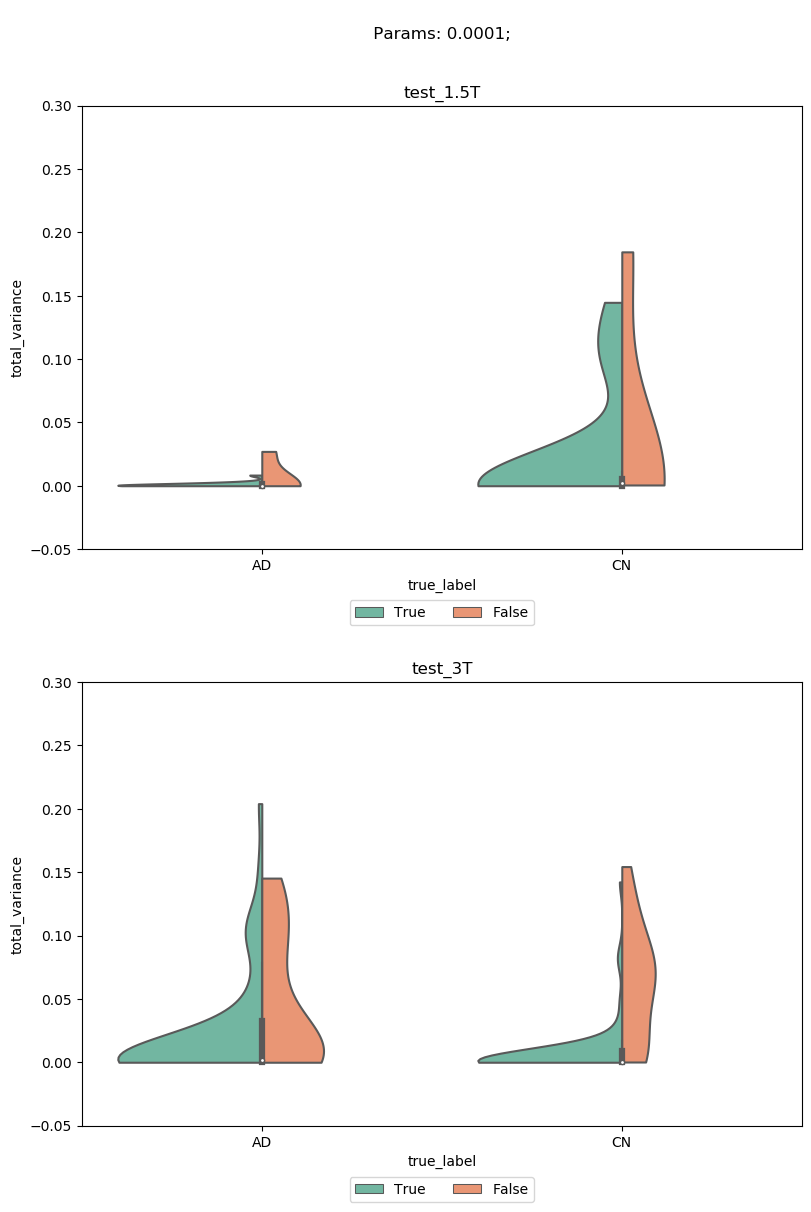 Params: 0.0001;
test_1.5T
0.30
0.25
0.20
0.15
0.10
0.05
0.00
−0.05
total_variance
AD CN
true_label
True False
test_3T
0.30
0.25
0.20
0.15
0.10
0.05
0.00
−0.05
total_variance
AD CN
true_label
True False